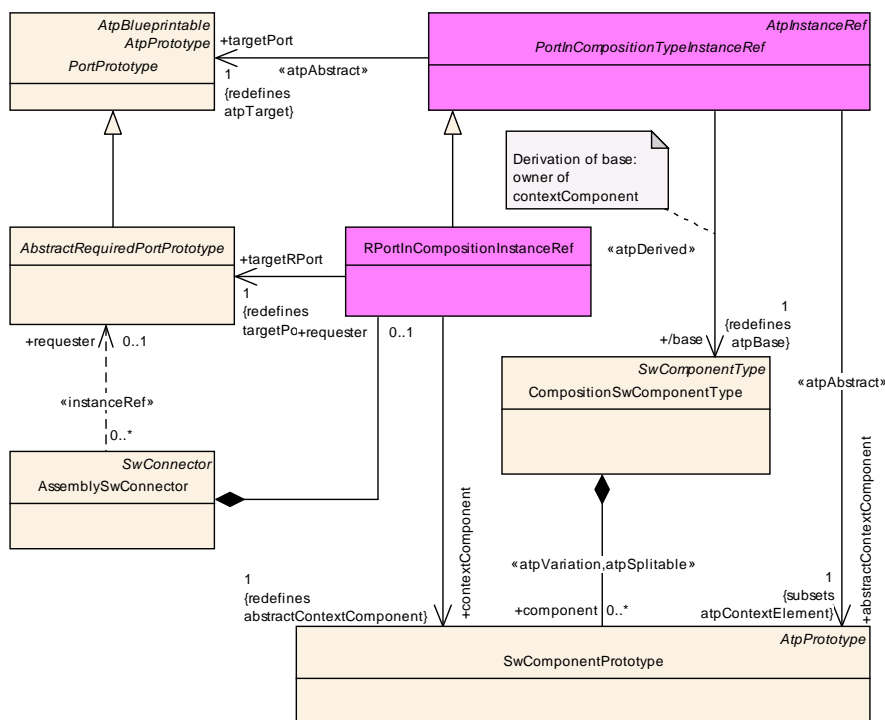 AtpBlueprintable
AtpPrototype
PortPrototype
+targetPort
1
«atpAbstract»
{redefines
atpTarget}
AtpInstanceRef
PortInCompositionTypeInstanceRef
Derivation of base:
owner of
contextComponent
AbstractRequiredPortPrototype
+targetRPort
1
{redefines
targetPo
RPortInCompositionInstanceRef
«atpDerived»
1
{redefines
atpBase}
+/base
+requester
0..1
+requester
0..1
«instanceRef»
0..*
SwComponentType
CompositionSwComponentType
«atpAbstract»
SwConnector
AssemblySwConnector
+contextComponent
1
{redefines
abstractContextComponent}
«atpVariation,atpSplitable»
+component
0..*
1
{subsets
atpContextElement}
+abstractContextComponent
AtpPrototype
SwComponentPrototype